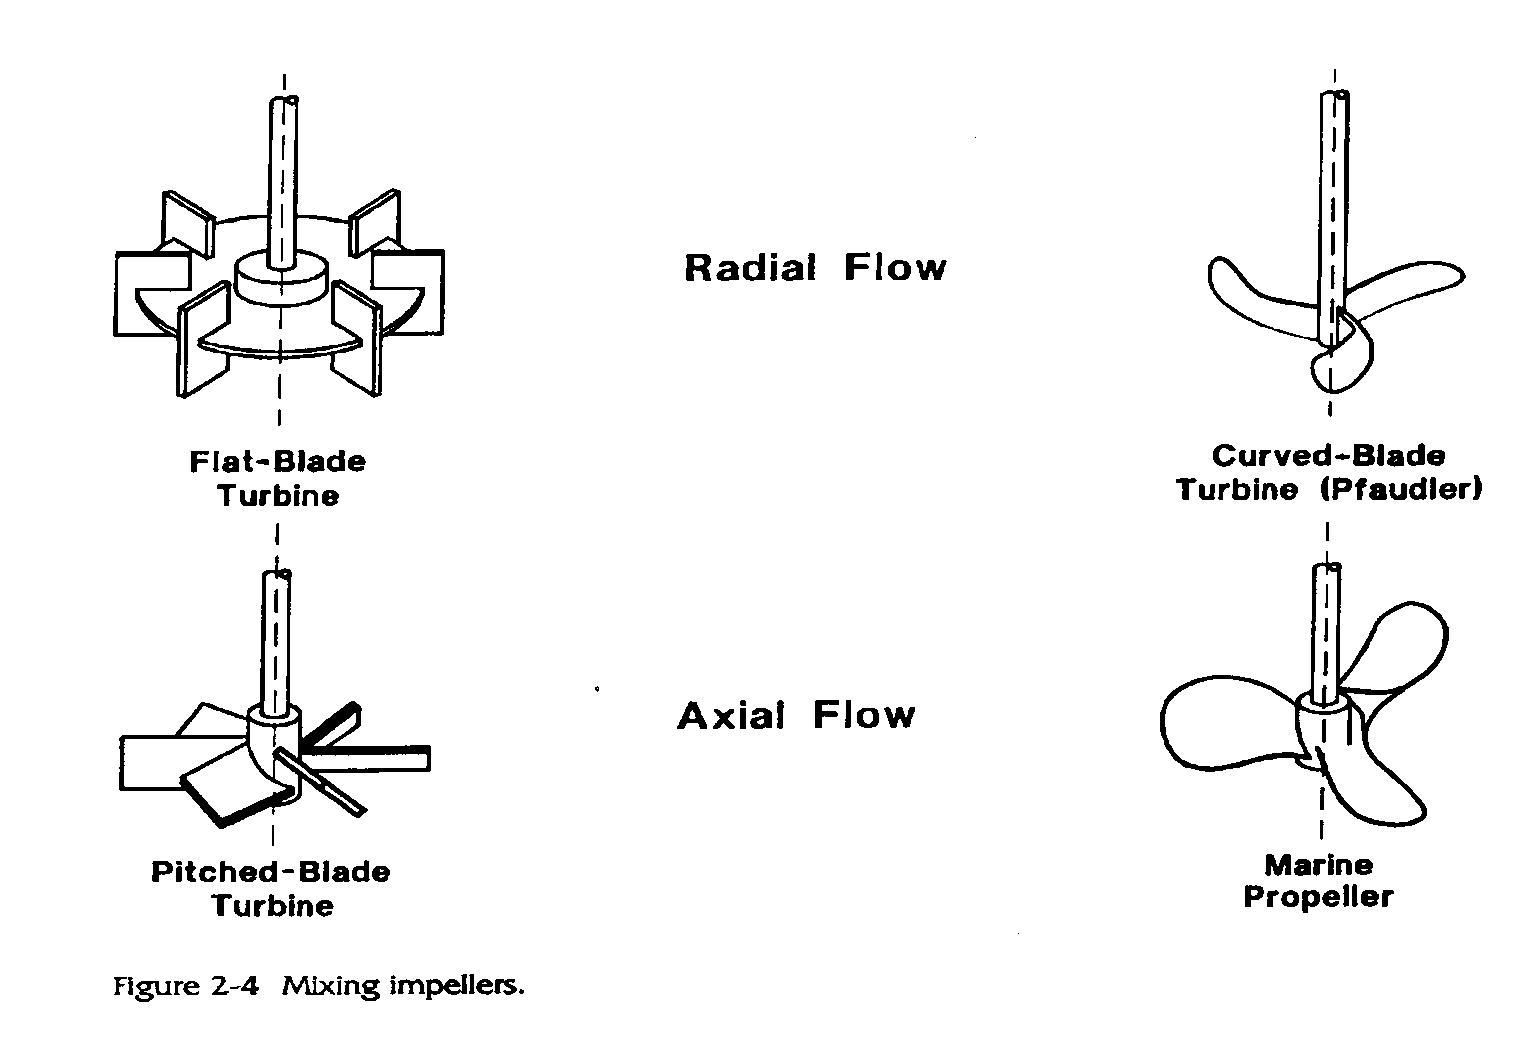 Radial Flow
Flat-Blade
Turbine
Curved-Blade
Turbine (Pfaudler)
Axial Flow
Pitched-Blade
Turbine
Marine
Propeller
Figure 2-4 Mixing impellers.